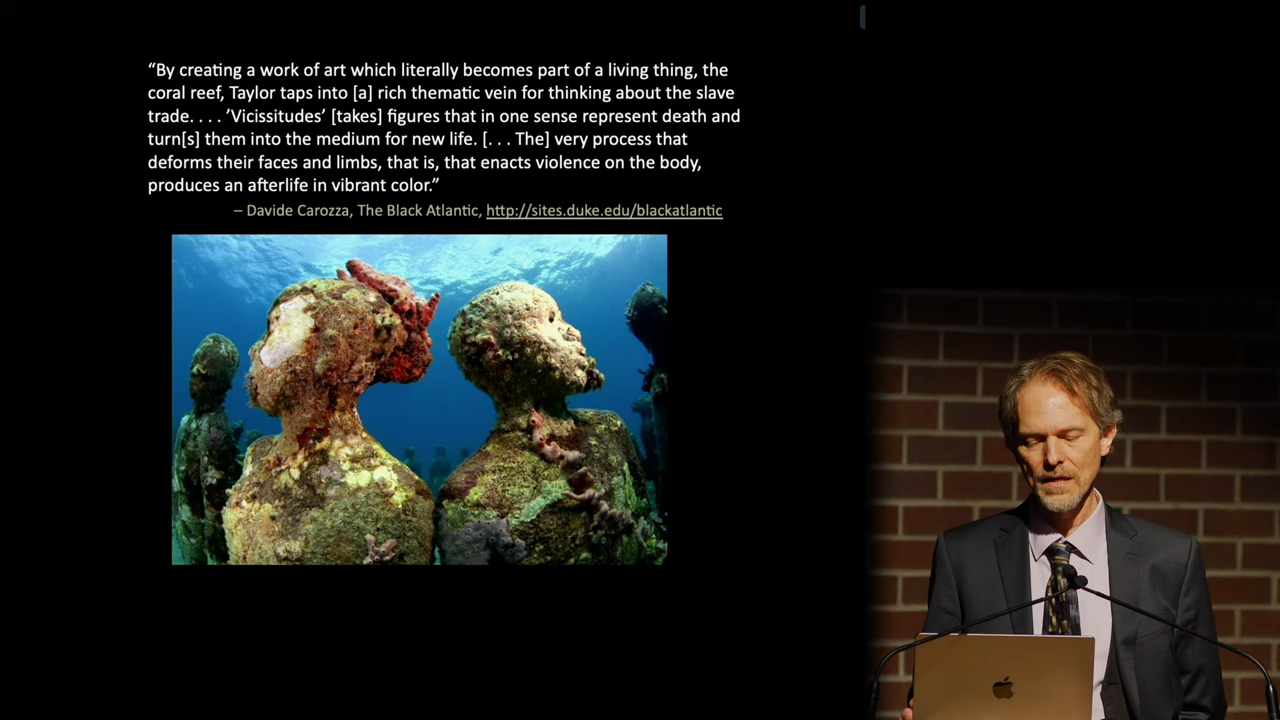 “By creating a work of art which literally becomes part of a living thing, the
coral reef, Taylor taps into [a] rich thematic vein for thinking about the slave
trade. . . . ’Vicissitudes’ [takes] figures that in one sense represent death and
turn[s] them into the medium for new life. [. . . The] very process that
deforms their faces and limbs, that is, that enacts violence on the body,
produces an afterlife in vibrant color.”
– Davide Carozza, The Black Atlantic, http://sites.duke.edu/blackatlantic